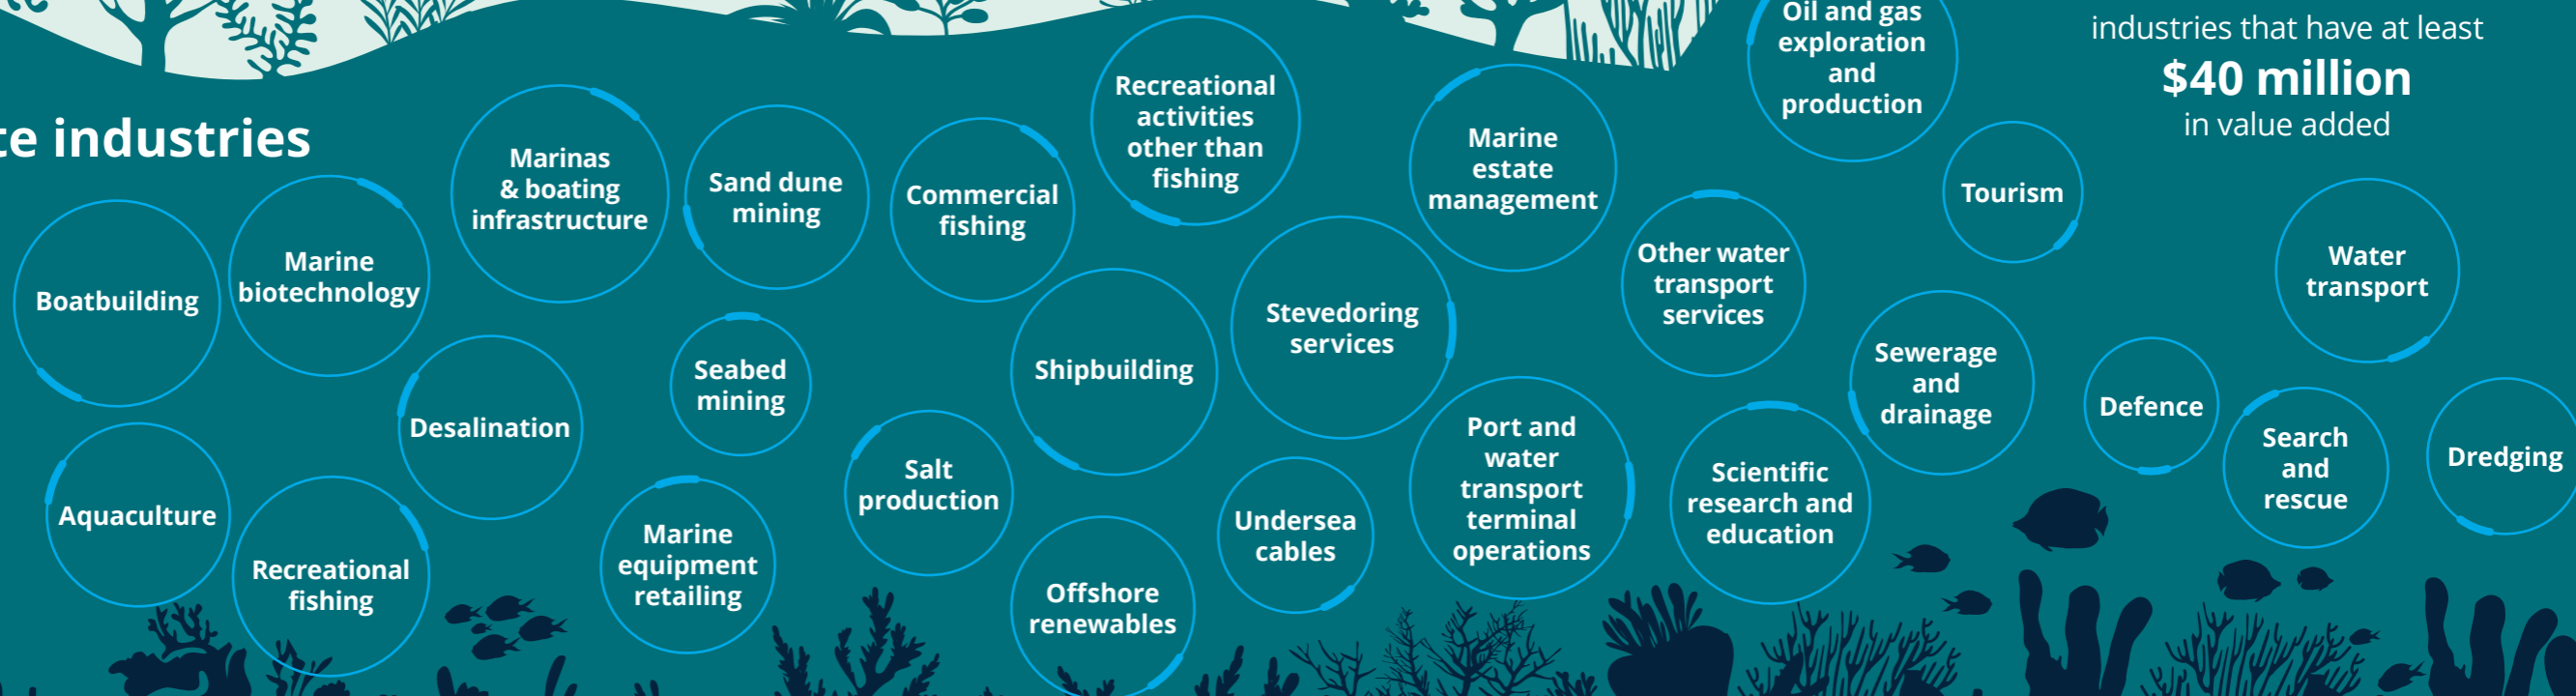 te industries
Boatbuilding
Marine
biotechnology
Marinas
& boating
infrastructure
Sand dune
mining
Commercial
fishing
Recreational
activities
other than
fishing
Marine
estate
management
Oil and gas
exploration
and
production
industries that have at least
$40 million
in value added
Tourism
Other water
transport
services
Water
transport
Stevedoring
services
Shipbuilding
Seabed
mining
Desalination
Aquaculture
Recreational
fishing
Marine
equipment
retailing
Salt
production
Offshore
renewables
Undersea
cables
Port and
water
transport
terminal
operations
Scientific
research and
education
Sewerage
and
drainage
Defence
Search
and
rescue
Dredging